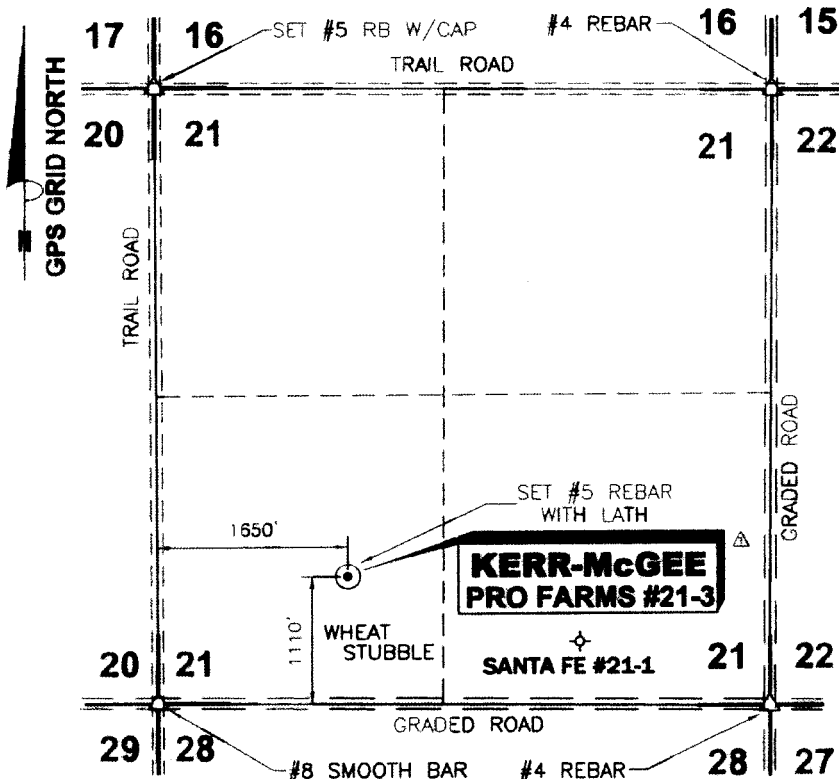 17 16
SET #5 RB W/CAP
#4 REBAR
16 15
TRAIL ROAD
20 21
21 22
GPS GRID NORTH
TRAIL ROAD
GRADED ROAD
SET #5 REBAR
WITH LATH
1650'
KERR-McGEE
PRO FARMS #21-3
1110'
WHEAT
STUBBLE
SANTA FE #21-1
20 21
21 22
GRADED ROAD
29 28
#8 SMOOTH BAR
#4 REBAR
28 27